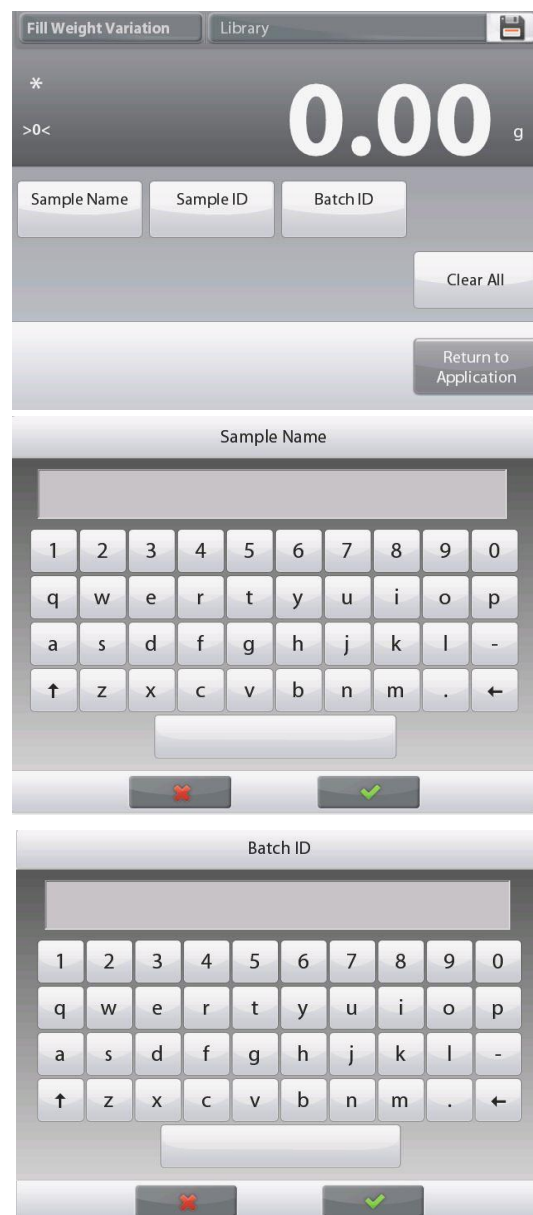 Fill Weight Variation Library
*
>0< 0.00 g
Sample Name Sample ID Batch ID
Clear All
Return to
Application
Sample Name
1 2 3 4 5 6 7 8 9 0
q w e r t y u i o p
a s d f g h j k l -
↑ z x c v b n m . ←
Batch ID
1 2 3 4 5 6 7 8 9 0
q w e r t y u i o p
a s d f g h j k l -
↑ z x c v b n m . ←